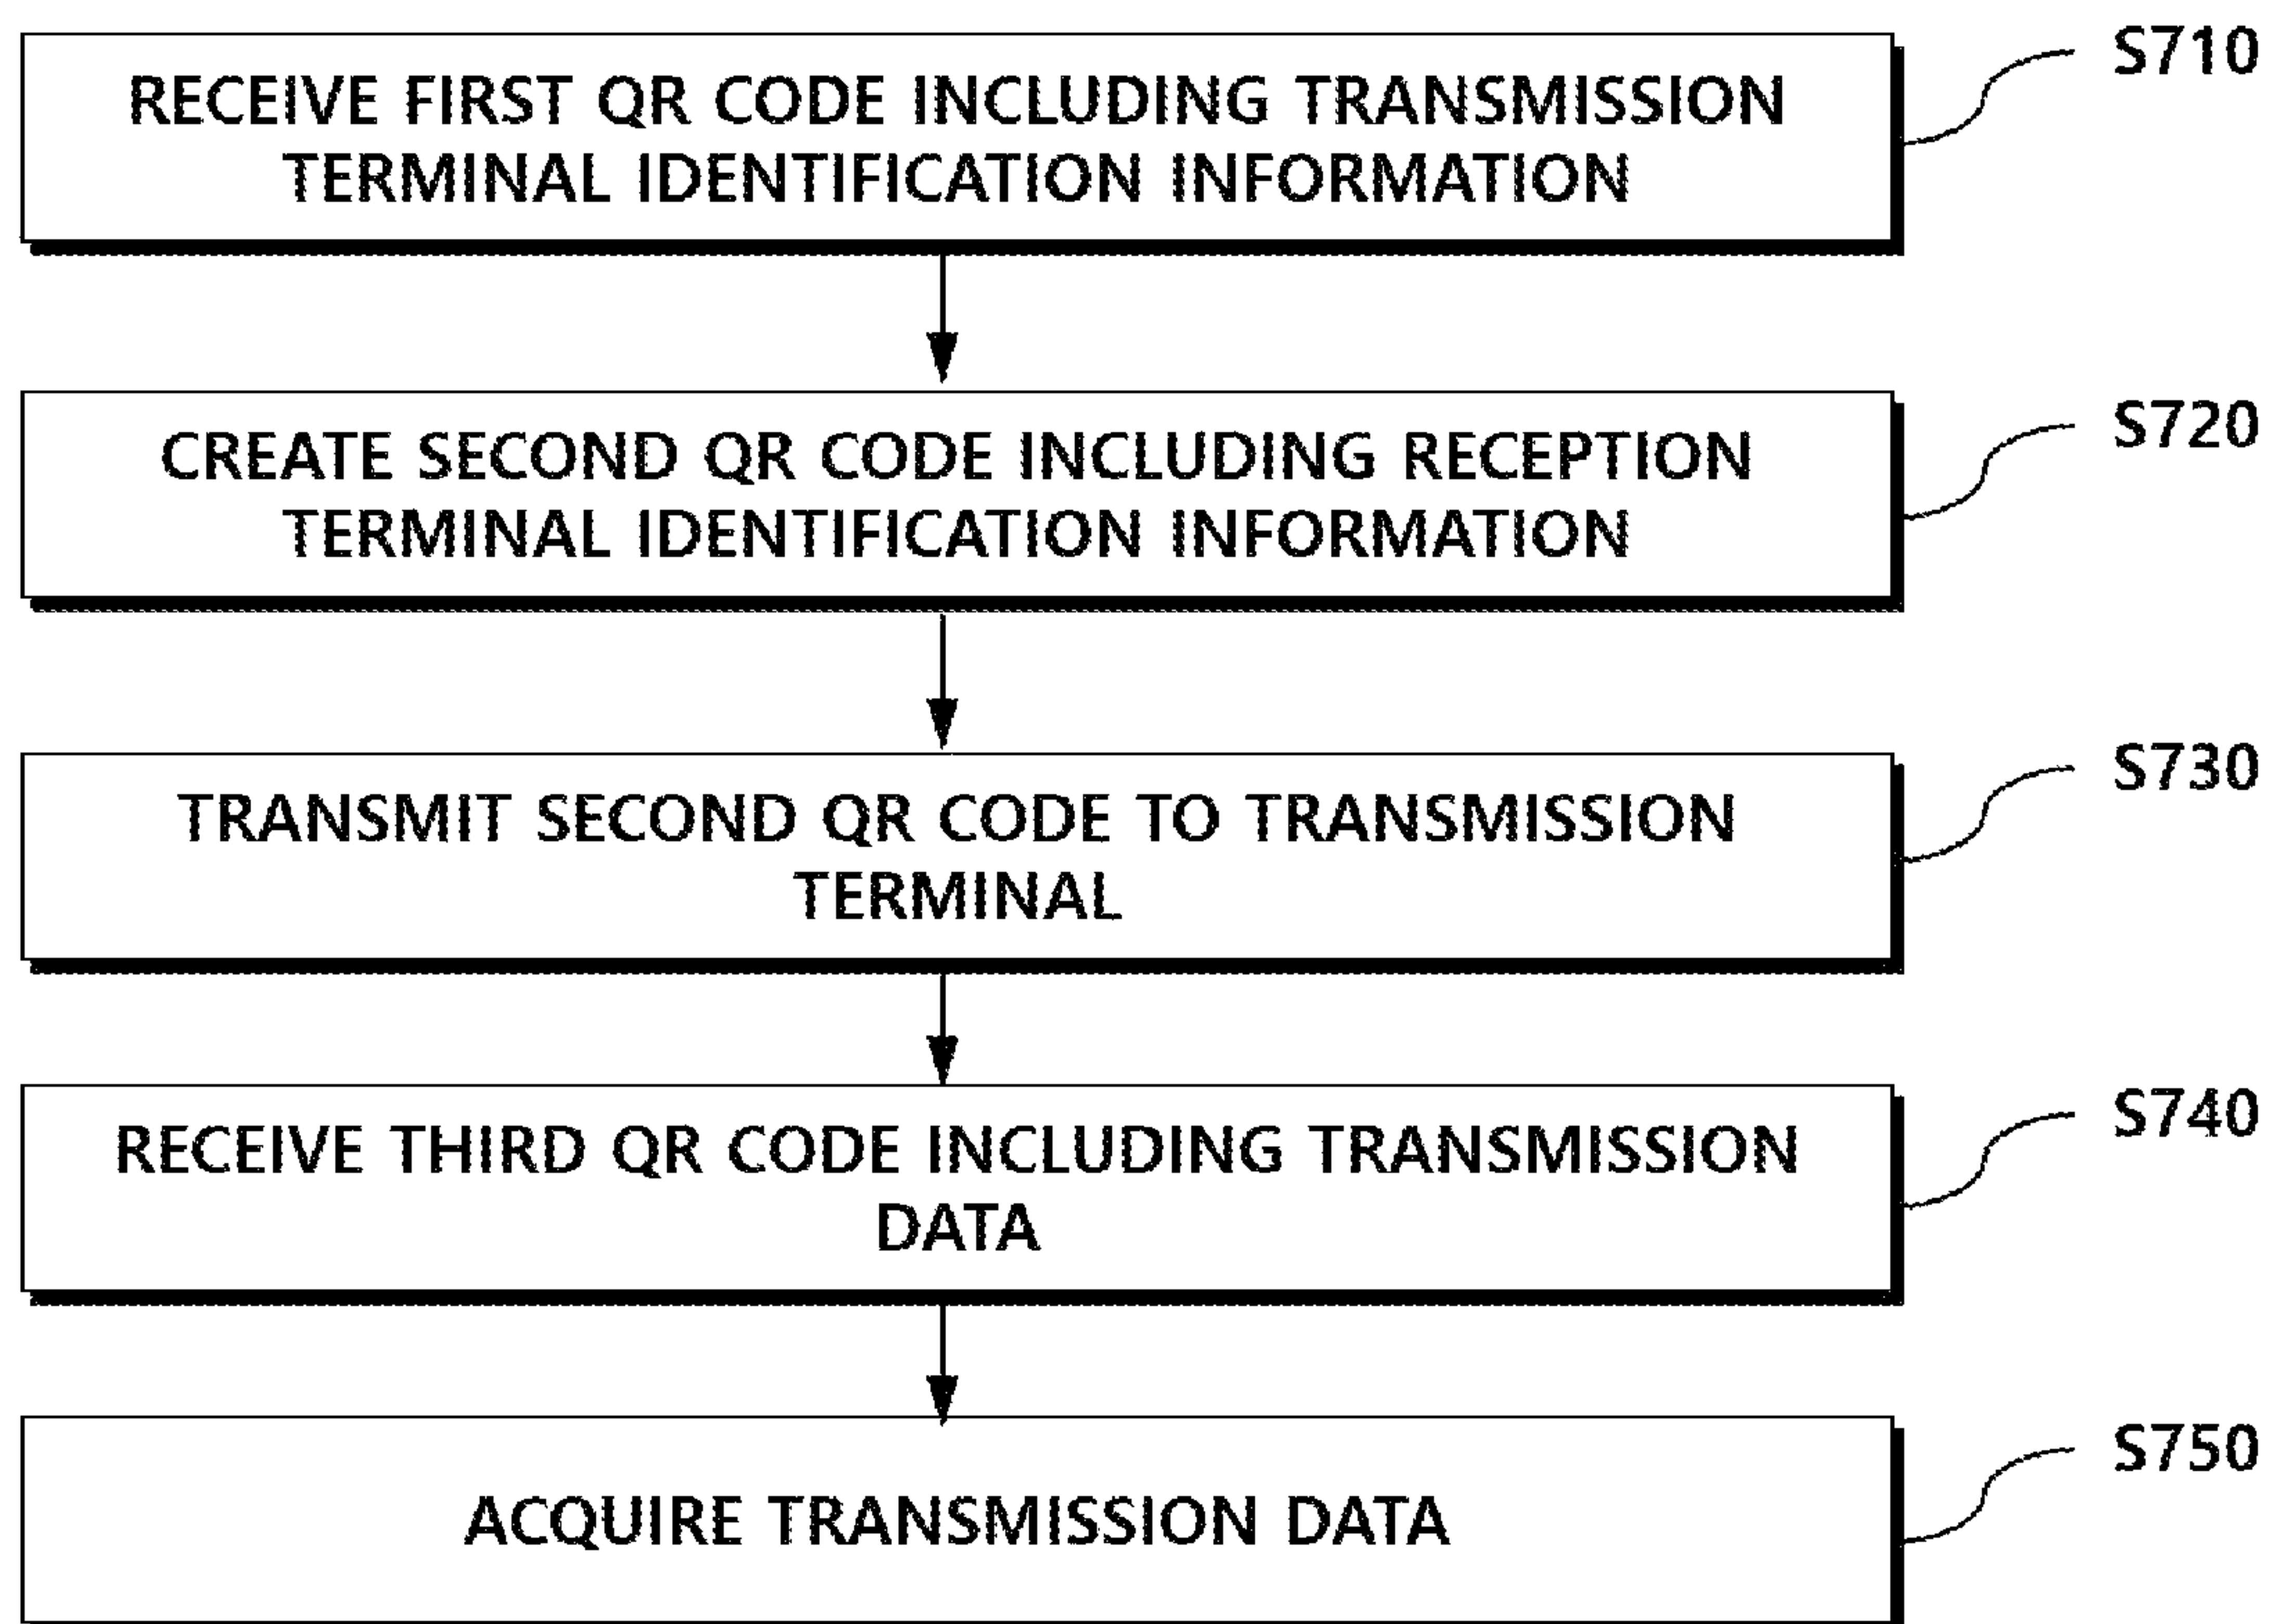 RECEIVE FIRST QR CODE INCLUDING TRANSMISSION
TERMINAL IDENTIFICATION INFORMATION
S710
CREATE SECOND QR CODE INCLUDING RECEPTION
TERMINAL IDENTIFICATION INFORMATION
S720
TRANSMIT SECOND QR CODE TO TRANSMISSION
TERMINAL
S730
RECEIVE THIRD QR CODE INCLUDING TRANSMISSION
DATA
S740
ACQUIRE TRANSMISSION DATA
S750